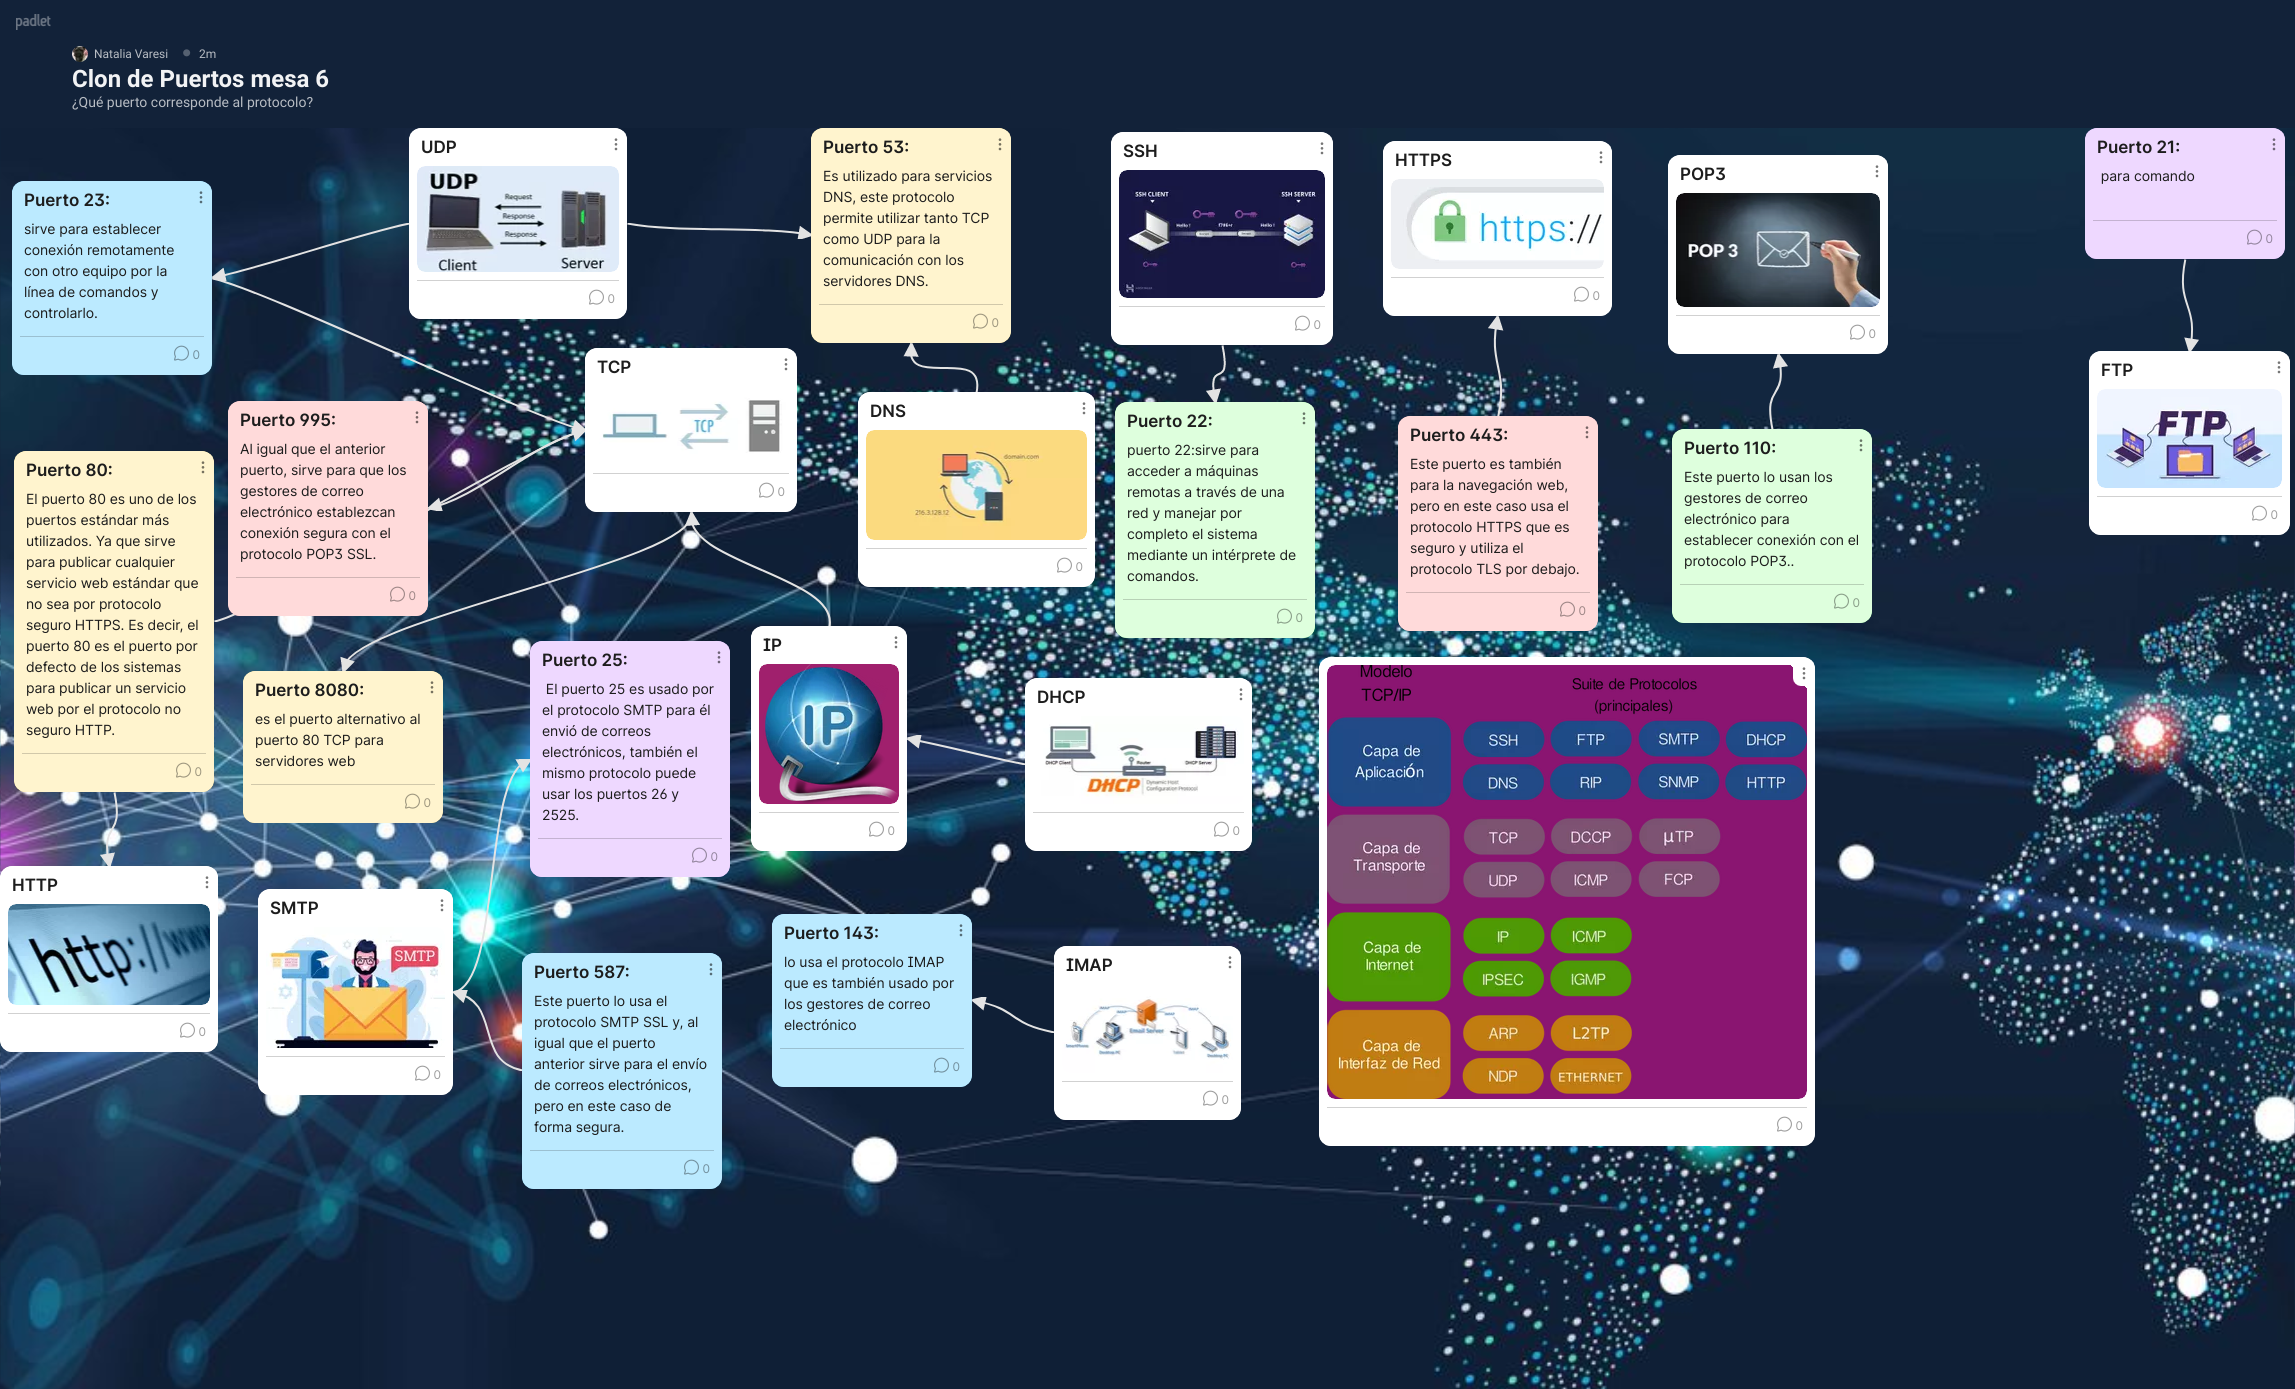 padlet
Natalia Varesi • 2m
Clon de Puertos mesa 6
¿Qué puerto corresponde al protocolo?
Puerto 23:
sirve para establecer
conexión remotamente
con otro equipo por la
línea de comandos y
controlarlo.
0
UDP
UDP
Request
Response
Response
Client
Server
0
Puerto 53:
Es utilizado para servicios
DNS, este protocolo
permite utilizar tanto TCP
como UDP para la
comunicación con los
servidores DNS.
0
SSH
SSH CLIENT
SSH SERVER
Hello !
Hello !
0
HTTPS
https://
0
POP3
POP 3
0
Puerto 21:
para comando
0
TCP
TCP
0
DNS
domain.com
216.3.128.12
0
Puerto 22:
puerto 22:sirve para
acceder a máquinas
remotas a través de una
red y manejar por
completo el sistema
mediante un intérprete de
comandos.
0
Puerto 443:
Este puerto es también
para la navegación web,
pero en este caso usa el
protocolo HTTPS que es
seguro y utiliza el
protocolo TLS por debajo.
0
Puerto 110:
Este puerto lo usan los
gestores de correo
electrónico para
establecer conexión con el
protocolo POP3..
0
FTP
FTP
0
Puerto 995:
Al igual que el anterior
puerto, sirve para que los
gestores de correo
electrónico establezcan
conexión segura con el
protocolo POP3 SSL.
0
Puerto 80:
El puerto 80 es uno de los
puertos estándar más
utilizados. Ya que sirve
para publicar cualquier
servicio web estándar que
no sea por protocolo
seguro HTTPS. Es decir, el
puerto 80 es el puerto por
defecto de los sistemas
para publicar un servicio
web por el protocolo no
seguro HTTP.
0
Puerto 8080:
es el puerto alternativo al
puerto 80 TCP para
servidores web
0
Puerto 25:
El puerto 25 es usado por
el protocolo SMTP para él
envió de correos
electrónicos, también el
mismo protocolo puede
usar los puertos 26 y
2525.
0
IP
IP
0
DHCP
DHCP Client
Router
DHCP Server
DHCP
Dynamic Host
Configuration Protocol
0
Modelo
TCP/IP
Suite de Protocolos
(principales)
Capa de
Aplicación
SSH FTP SMTP DHCP
DNS RIP SNMP HTTP
Capa de
Transporte
TCP DCCP µTP
UDP ICMP FCP
Capa de
Internet
IP ICMP
IPSEC IGMP
Capa de
Interfaz de Red
ARP L2TP
NDP ETHERNET
0
HTTP
http://www
0
SMTP
SMTP
0
Puerto 587:
Este puerto lo usa el
protocolo SMTP SSL y, al
igual que el puerto
anterior sirve para el envío
de correos electrónicos,
pero en este caso de
forma segura.
0
Puerto 143:
lo usa el protocolo IMAP
que es también usado por
los gestores de correo
electrónico
0
IMAP
Email Server
Smartphone
Desktop PC
Tablet
Desktop PC
0